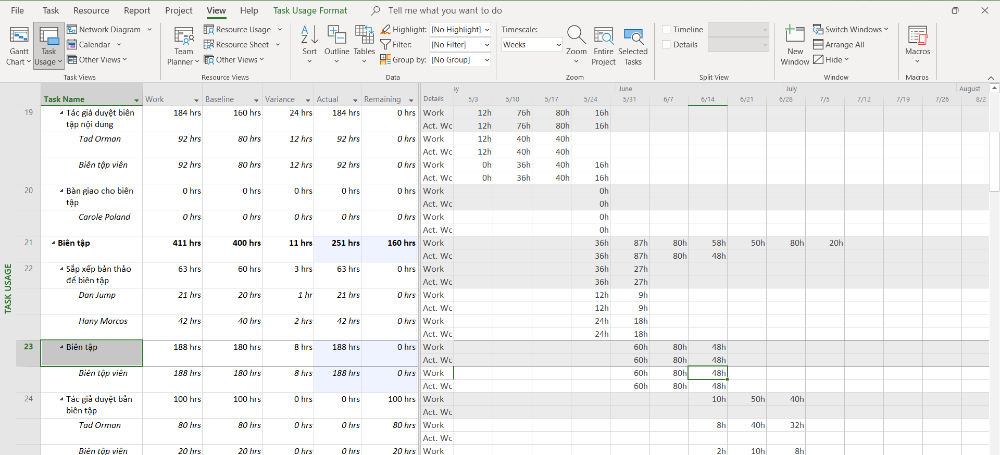 File Task Resource Report Project View Help Task Usage Format Tell me what you want to do
Gantt Chart
Task Usage
Network Diagram
Calendar
Other Views
Task Views
Team Planner
Resource Usage
Resource Sheet
Other Views
Resource Views
Sort
Outline
Tables
Highlight: [No Highlight]
Filter: [No Filter]
Group by: [No Group]
Data
Timescale:
Weeks
Zoom
Entire Project
Selected Tasks
Zoom
Timeline
Details
Split View
New Window
Switch Windows
Arrange All
Hide
Window
Macros
Macros
ay June July August
Task Name Work Baseline Variance Actual Remaining Details 5/3 5/10 5/17 5/24 5/31 6/7 6/14 6/21 6/28 7/5 7/12 7/19 7/26 8/2
19 Tác giả duyệt biên 184 hrs 160 hrs 24 hrs 184 hrs 0 hrs Work 12h 76h 80h 16h
tập nội dung Act. Wc 12h 76h 80h 16h
Tad Orman 92 hrs 80 hrs 12 hrs 92 hrs 0 hrs Work 12h 40h 40h
Act. Wc 12h 40h 40h
Biên tập viên 92 hrs 80 hrs 12 hrs 92 hrs 0 hrs Work 0h 36h 40h 16h
Act. Wc 0h 36h 40h 16h
20 Bàn giao cho biên 0 hrs 0 hrs 0 hrs 0 hrs 0 hrs Work 0h
tập Act. Wc 0h
Carole Poland 0 hrs 0 hrs 0 hrs 0 hrs 0 hrs Work 0h
Act. Wc 0h
21 Biên tập 411 hrs 400 hrs 11 hrs 251 hrs 160 hrs Work 36h 87h 80h 58h 50h 80h 20h
Act. Wc 36h 87h 80h 48h
22 Sắp xếp bản thảo 63 hrs 60 hrs 3 hrs 63 hrs 0 hrs Work 36h 27h
để biên tập Act. Wc 36h 27h
Dan Jump 21 hrs 20 hrs 1 hr 21 hrs 0 hrs Work 12h 9h
Act. Wc 12h 9h
Hany Morcos 42 hrs 40 hrs 2 hrs 42 hrs 0 hrs Work 24h 18h
Act. Wc 24h 18h
23 Biên tập 188 hrs 180 hrs 8 hrs 188 hrs 0 hrs Work 60h 80h 48h
Act. Wc 60h 80h 48h
Biên tập viên 188 hrs 180 hrs 8 hrs 188 hrs 0 hrs Work 60h 80h 48h
Act. Wc 60h 80h 48h
24 Tác giả duyệt bản 100 hrs 100 hrs 0 hrs 0 hrs 100 hrs Work 10h 50h 40h
biên tập Act. Wc
Tad Orman 80 hrs 80 hrs 0 hrs 0 hrs 80 hrs Work 8h 40h 32h
Act. Wc
Biên tập viên 20 hrs 20 hrs 0 hrs 0 hrs 20 hrs Work 2h 10h 8h
TASK USAGE